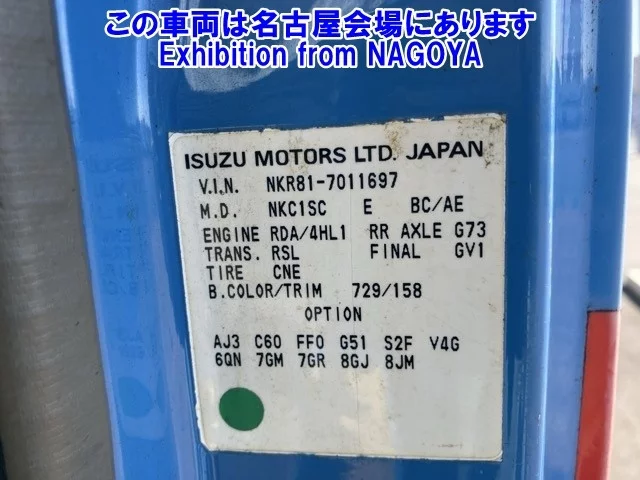 この車両は名古屋会場にあります
Exhibition from NAGOYA
ISUZU MOTORS LTD. JAPAN
V.I.N. NKR81-7011697
M.D. NKC1SC E BC/AE
ENGINE RDA/4HL1 RR AXLE G73
TRANS. RSL FINAL GV1
TIRE CNE
B.COLOR/TRIM 729/158
OPTION
AJ3 C60 FF0 G51 S2F V4G
6QN 7GM 7GR 8GJ 8JM